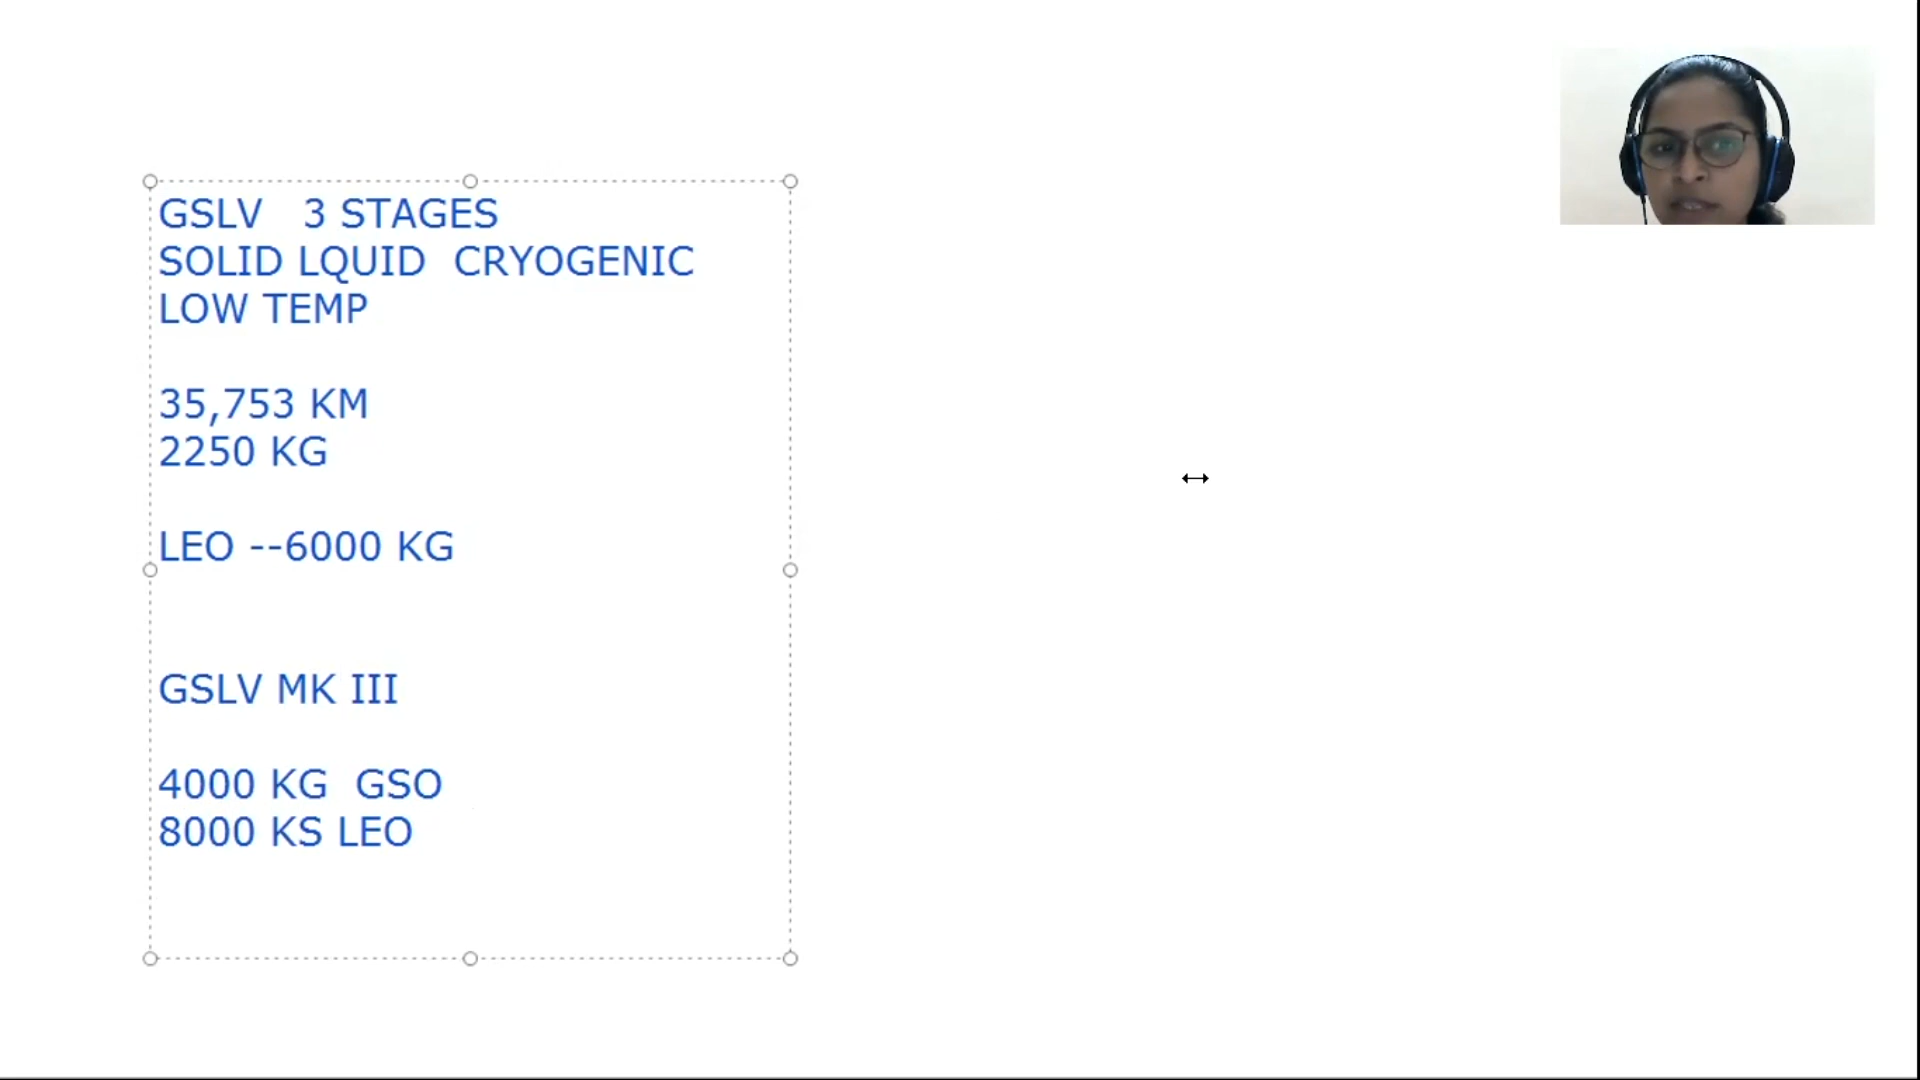 GSLV   3 STAGES
SOLID LQUID  CRYOGENIC
LOW TEMP
35,753 KM
2250 KG
LEO --6000 KG
GSLV MK III
4000 KG  GSO
8000 KS LEO